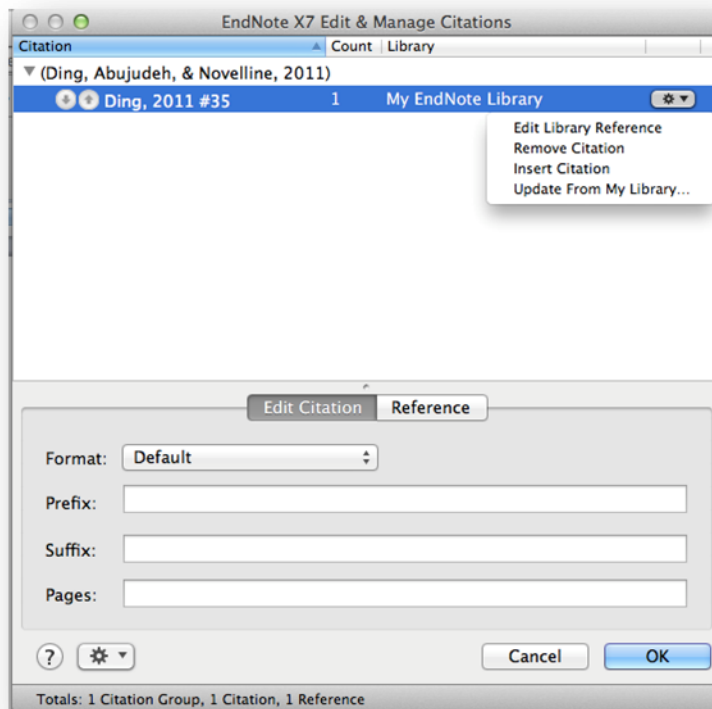 EndNote X7 Edit & Manage Citations
Citation Count Library
(Ding, Abujudeh, & Novelline, 2011)
Ding, 2011 #35 1 My EndNote Library
Edit Library Reference
Remove Citation
Insert Citation
Update From My Library...
Edit Citation Reference
Format: Default
Prefix:
Suffix:
Pages:
? Cancel OK
Totals: 1 Citation Group, 1 Citation, 1 Reference